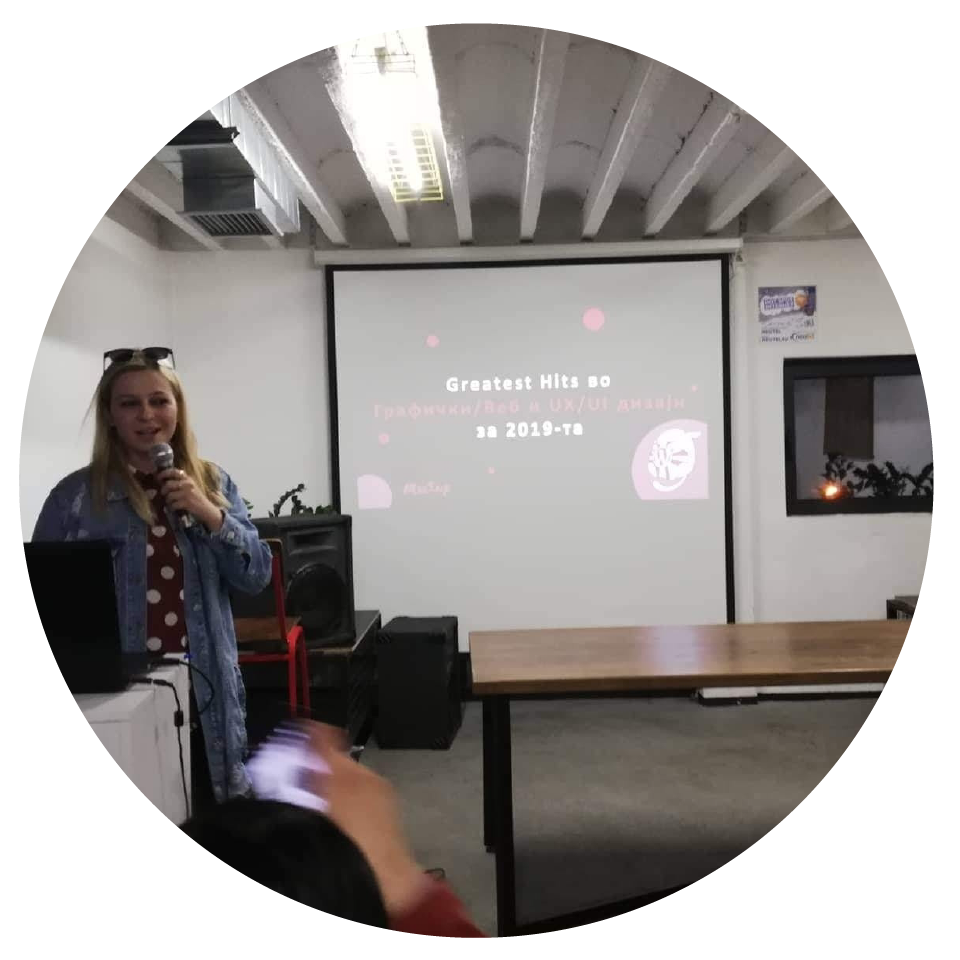 Greatest Hits во
Графички/Веб и UX/UI дизајн
за 2019-та